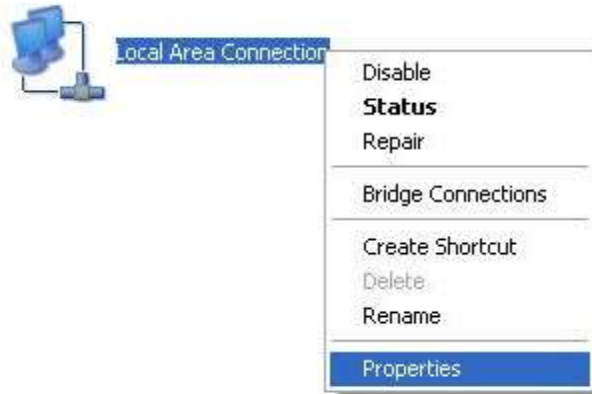 Local Area Connection
Disable
Status
Repair
Bridge Connections
Create Shortcut
Delete
Rename
Properties